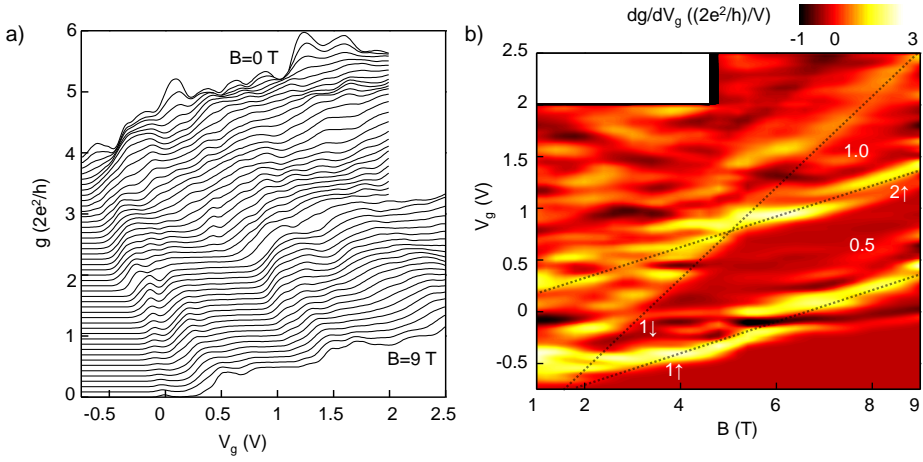 a)
g (2e²/h)
6
5
4
3
2
1
0
B=0 T
B=9 T
-0.5 0 0.5 1 1.5 2 2.5
V_g (V)
b)
dg/dV_g ((2e²/h)/V)
-1 0 3
V_g (V)
2.5
2
1.5
1
0.5
0
-0.5
1.0
2↑
0.5
1↓
1↑
1 2 4 6 8 9
B (T)